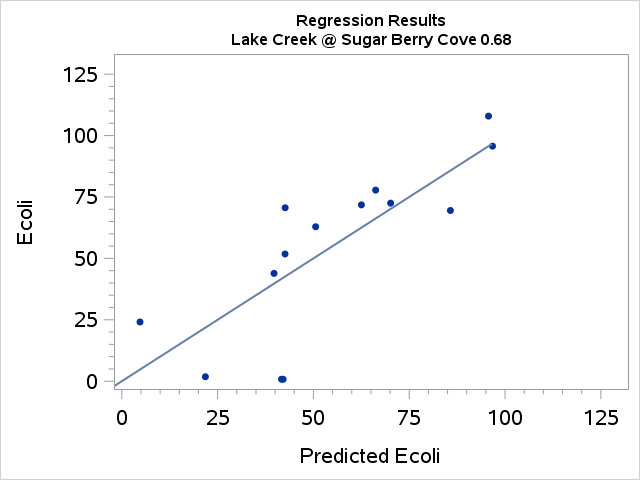 Regression Results
Lake Creek @ Sugar Berry Cove 0.68
125
100
75
50
25
0
Ecoli
0 25 50 75 100 125
Predicted Ecoli